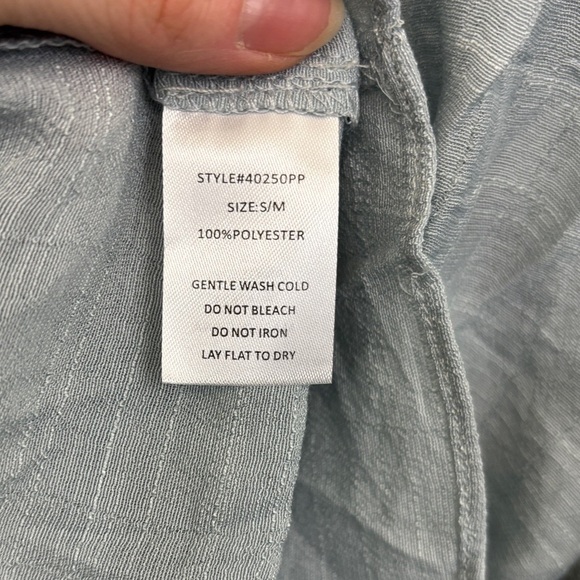 STYLE#40250PP
SIZE:S/M
100%POLYESTER
GENTLE WASH COLD
DO NOT BLEACH
DO NOT IRON
LAY FLAT TO DRY